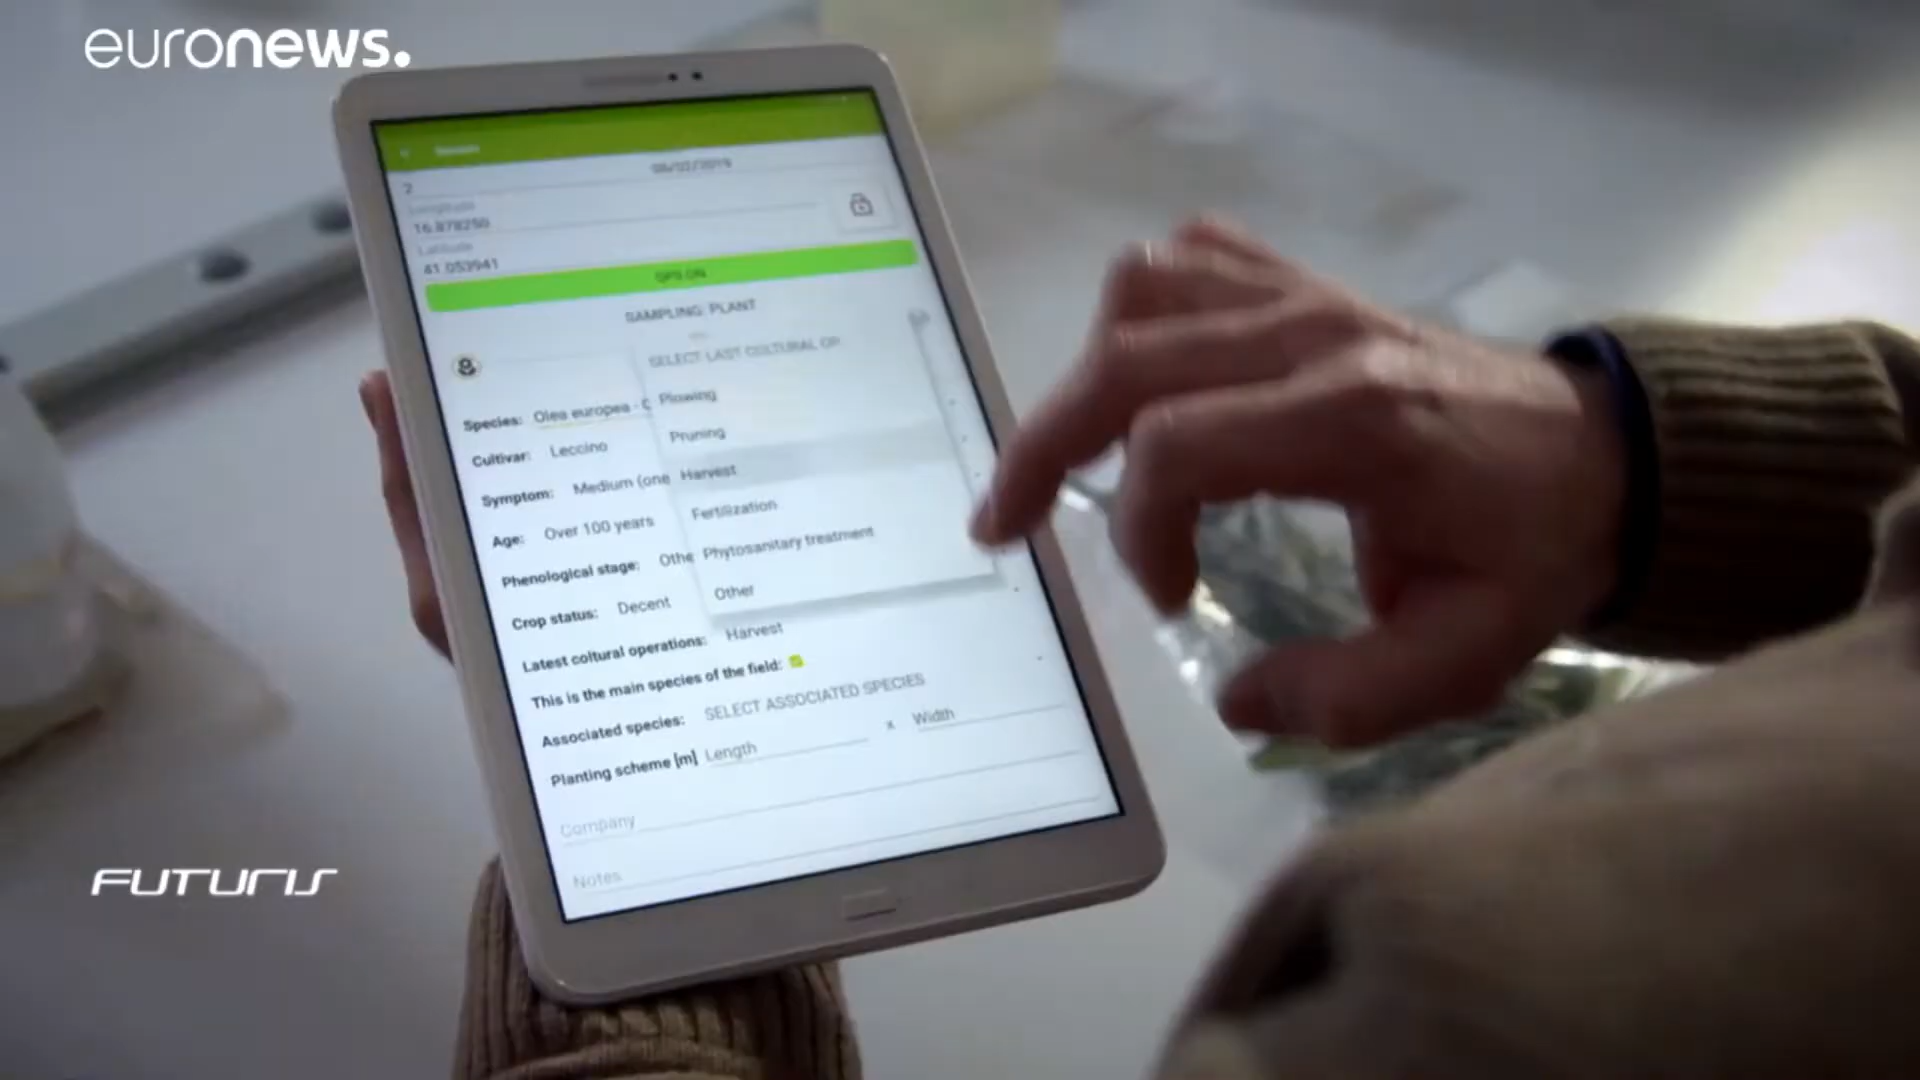 euronews.
2
Longitude
16.878250
Latitude
41.053941
GPS ON
SAMPLING: PLANT
SELECT LAST CULTURAL OP.
Plowing
Pruning
Harvest
Fertilization
Phytosanitary treatment
Other
Species: Olea europea - C
Cultivar: Leccino
Symptom: Medium (one
Age: Over 100 years
Phenological stage: Othe
Crop status: Decent
Latest coltural operations: Harvest
This is the main species of the field:
Associated species: SELECT ASSOCIATED SPECIES
Planting scheme [m] Length x Width
Company
Notes
FUTURIS